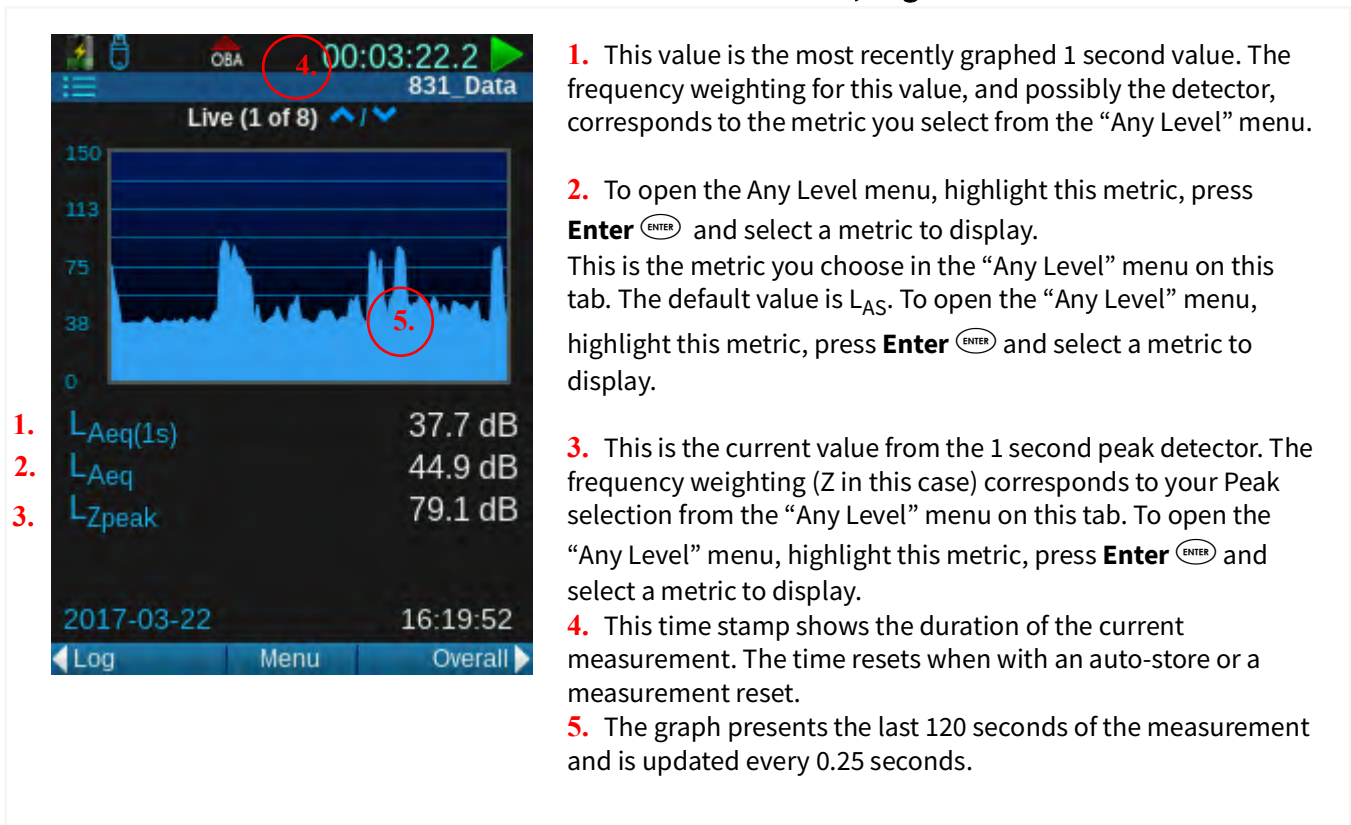 OBA 4. 00:03:22.2
831_Data
Live (1 of 8) /
150
113
75
38
5.
0
1. LAeq(1s) 37.7 dB
2. LAeq 44.9 dB
3. LZpeak 79.1 dB
2017-03-22 16:19:52
Log Menu Overall
1. This value is the most recently graphed 1 second value. The
frequency weighting for this value, and possibly the detector,
corresponds to the metric you select from the “Any Level” menu.
2. To open the Any Level menu, highlight this metric, press
Enter ENTER and select a metric to display.
This is the metric you choose in the “Any Level” menu on this
tab. The default value is LAS. To open the “Any Level” menu,
highlight this metric, press Enter ENTER and select a metric to
display.
3. This is the current value from the 1 second peak detector. The
frequency weighting (Z in this case) corresponds to your Peak
selection from the “Any Level” menu on this tab. To open the
“Any Level” menu, highlight this metric, press Enter ENTER and
select a metric to display.
4. This time stamp shows the duration of the current
measurement. The time resets when with an auto-store or a
measurement reset.
5. The graph presents the last 120 seconds of the measurement
and is updated every 0.25 seconds.